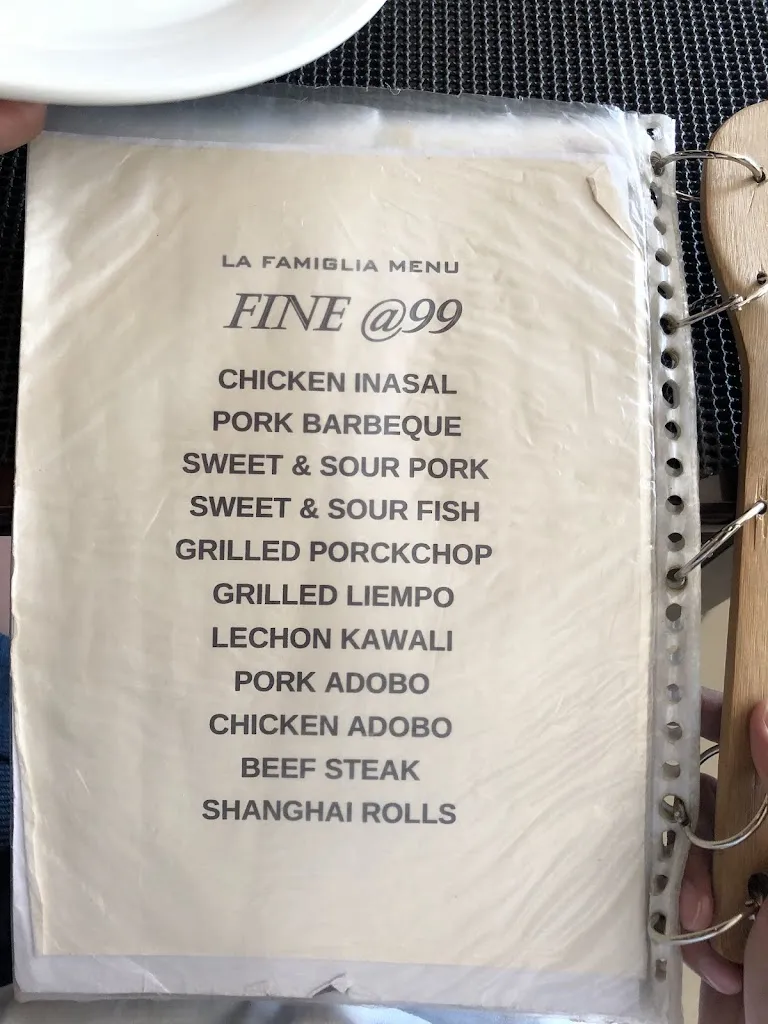 LA FAMIGLIA MENU
FINE @99
CHICKEN INASAL
PORK BARBEQUE
SWEET & SOUR PORK
SWEET & SOUR FISH
GRILLED PORCKCHOP
GRILLED LIEMPO
LECHON KAWALI
PORK ADOBO
CHICKEN ADOBO
BEEF STEAK
SHANGHAI ROLLS